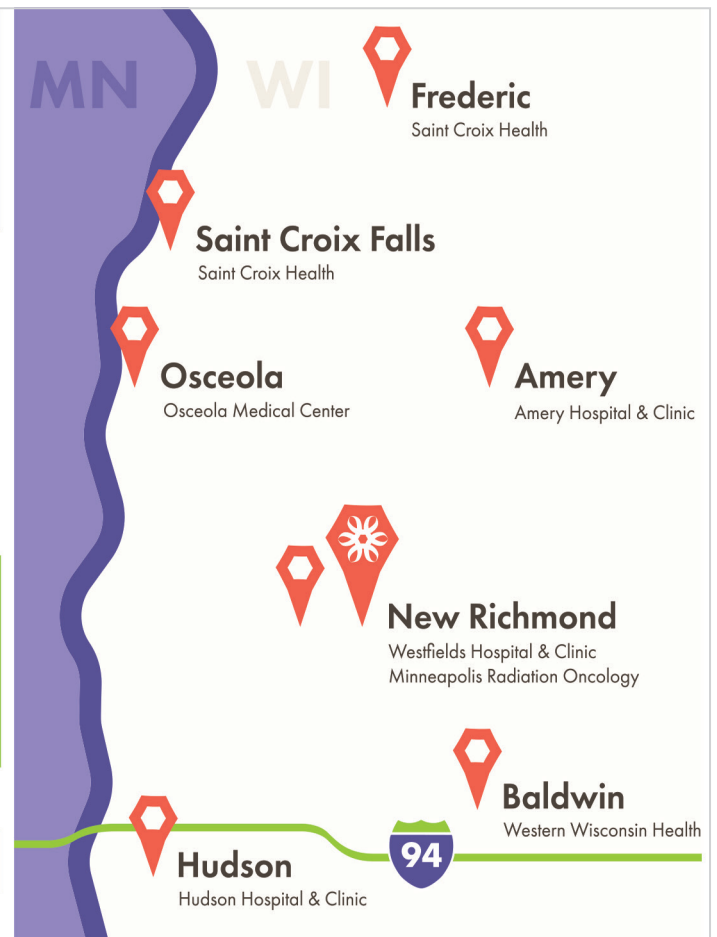 MN
WI
Frederic
Saint Croix Health
Saint Croix Falls
Saint Croix Health
Osceola
Osceola Medical Center
Amery
Amery Hospital & Clinic
New Richmond
Westfields Hospital & Clinic
Minneapolis Radiation Oncology
Baldwin
Western Wisconsin Health
94
Hudson
Hudson Hospital & Clinic